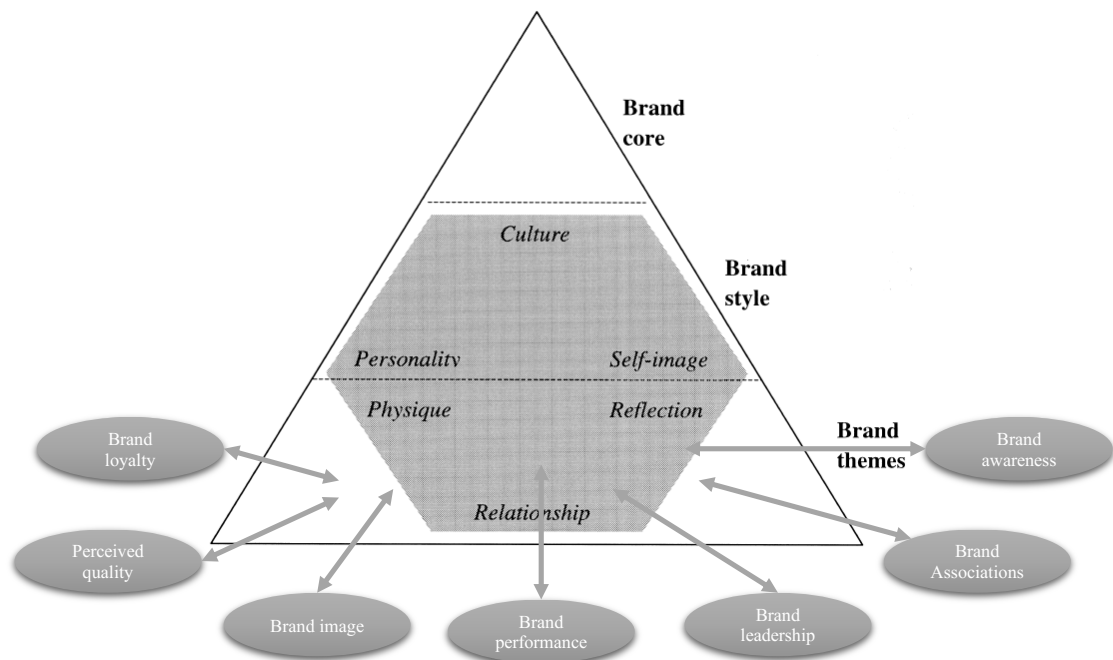 Brand
core
Culture
Brand
style
Personality
Self-image
Physique
Reflection
Brand
themes
Brand
loyalty
Brand
awareness
Relationship
Perceived
quality
Brand
Associations
Brand image
Brand
performance
Brand
leadership